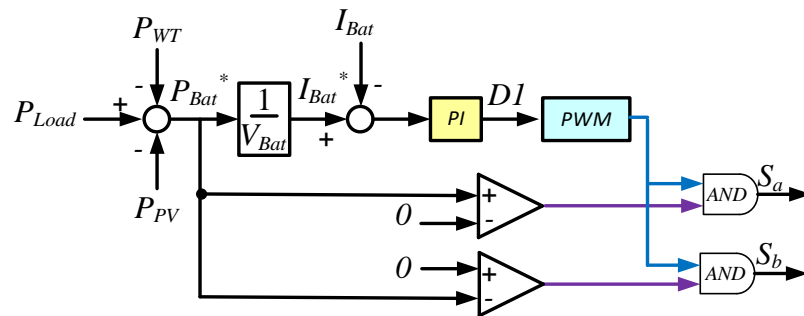 P_WT
I_Bat
-
-
P_Load
+
P_Bat*
1
V_Bat
I_Bat*
+
PI
D1
PWM
-
P_PV
+
-
0
AND
S_a
0
+
-
AND
S_b